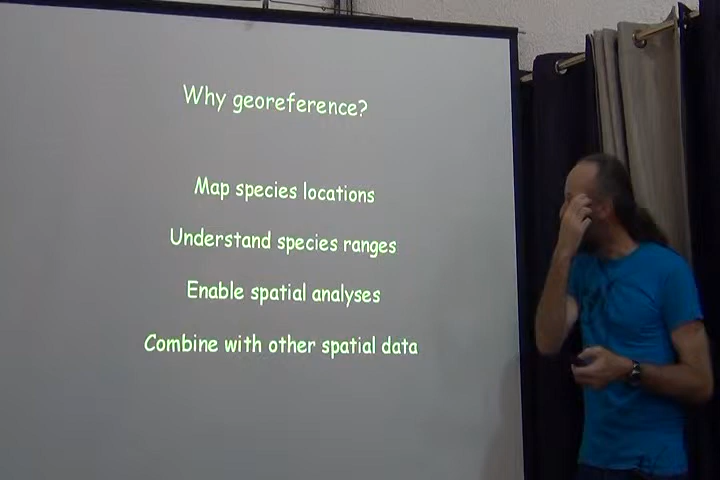 Why georeference?
Map species locations
Understand species ranges
Enable spatial analyses
Combine with other spatial data